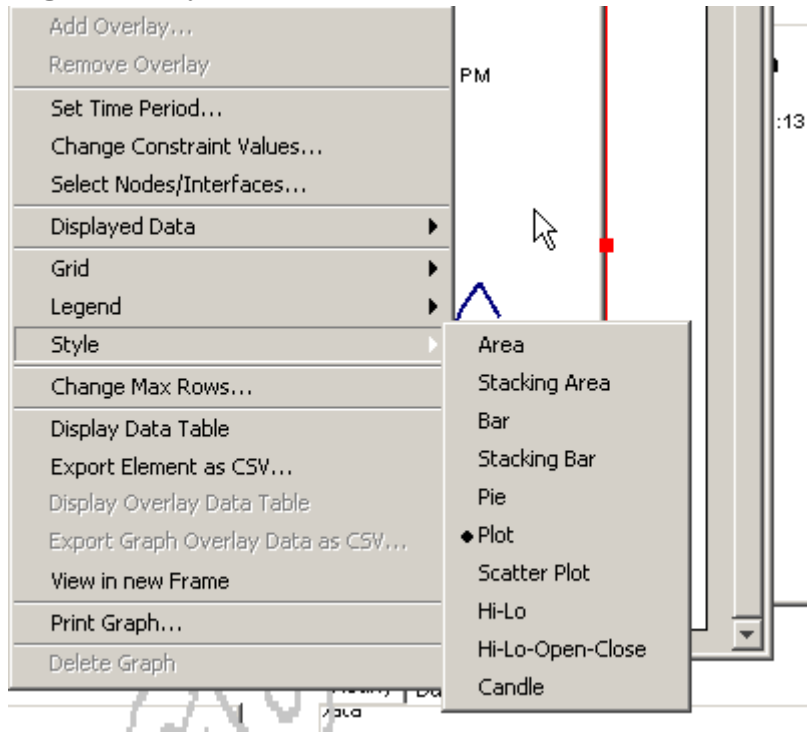 Add Overlay...
Remove Overlay
PM
Set Time Period...
:13
Change Constraint Values...
Select Nodes/Interfaces...
Displayed Data
Grid
Legend
Style
Area
Stacking Area
Change Max Rows...
Bar
Display Data Table
Stacking Bar
Export Element as CSV...
Pie
Display Overlay Data Table
Plot
Export Graph Overlay Data as CSV...
Scatter Plot
View in new Frame
Hi-Lo
Print Graph...
Hi-Lo-Open-Close
Delete Graph
Candle